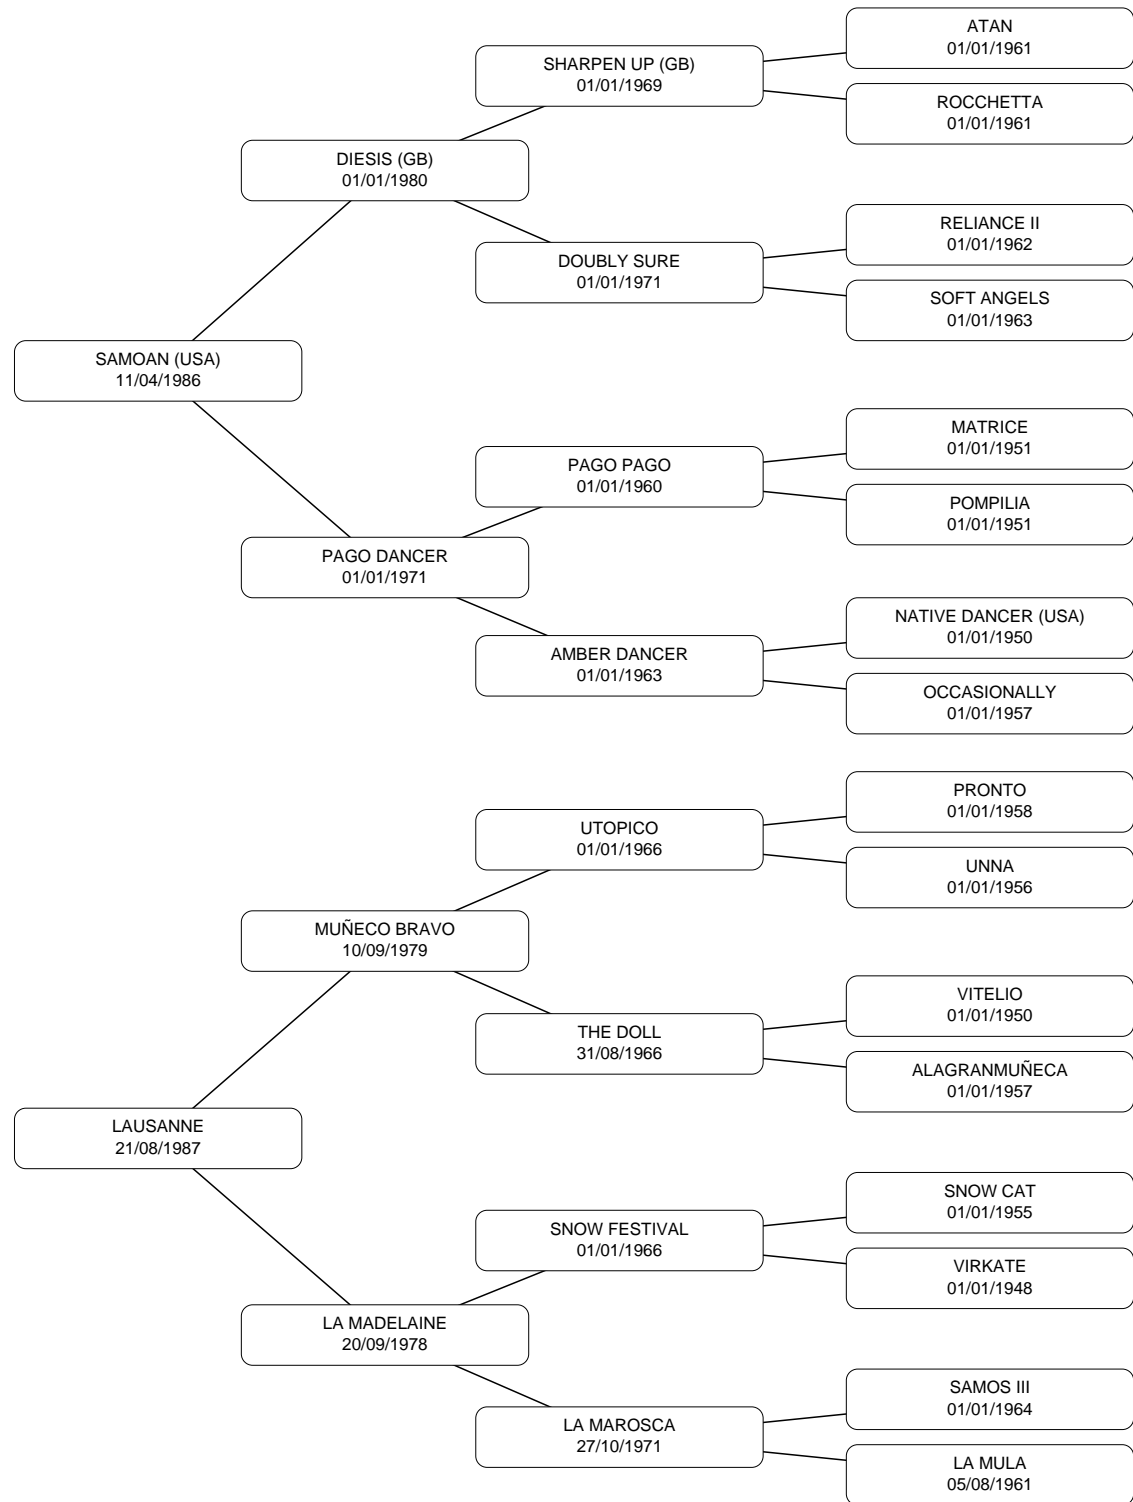 ATAN
01/01/1961
SHARPEN UP (GB)
01/01/1969
ROCCHETTA
01/01/1961
DIESIS (GB)
01/01/1980
RELIANCE II
01/01/1962
DOUBLY SURE
01/01/1971
SOFT ANGELS
01/01/1963
SAMOAN (USA)
11/04/1986
MATRICE
01/01/1951
PAGO PAGO
01/01/1960
POMPILIA
01/01/1951
PAGO DANCER
01/01/1971
NATIVE DANCER (USA)
01/01/1950
AMBER DANCER
01/01/1963
OCCASIONALLY
01/01/1957
PRONTO
01/01/1958
UTOPICO
01/01/1966
UNNA
01/01/1956
MUÑECO BRAVO
10/09/1979
VITELIO
01/01/1950
THE DOLL
31/08/1966
ALAGRANMUÑECA
01/01/1957
LAUSANNE
21/08/1987
SNOW CAT
01/01/1955
SNOW FESTIVAL
01/01/1966
VIRKATE
01/01/1948
LA MADELAINE
20/09/1978
SAMOS III
01/01/1964
LA MAROSCA
27/10/1971
LA MULA
05/08/1961